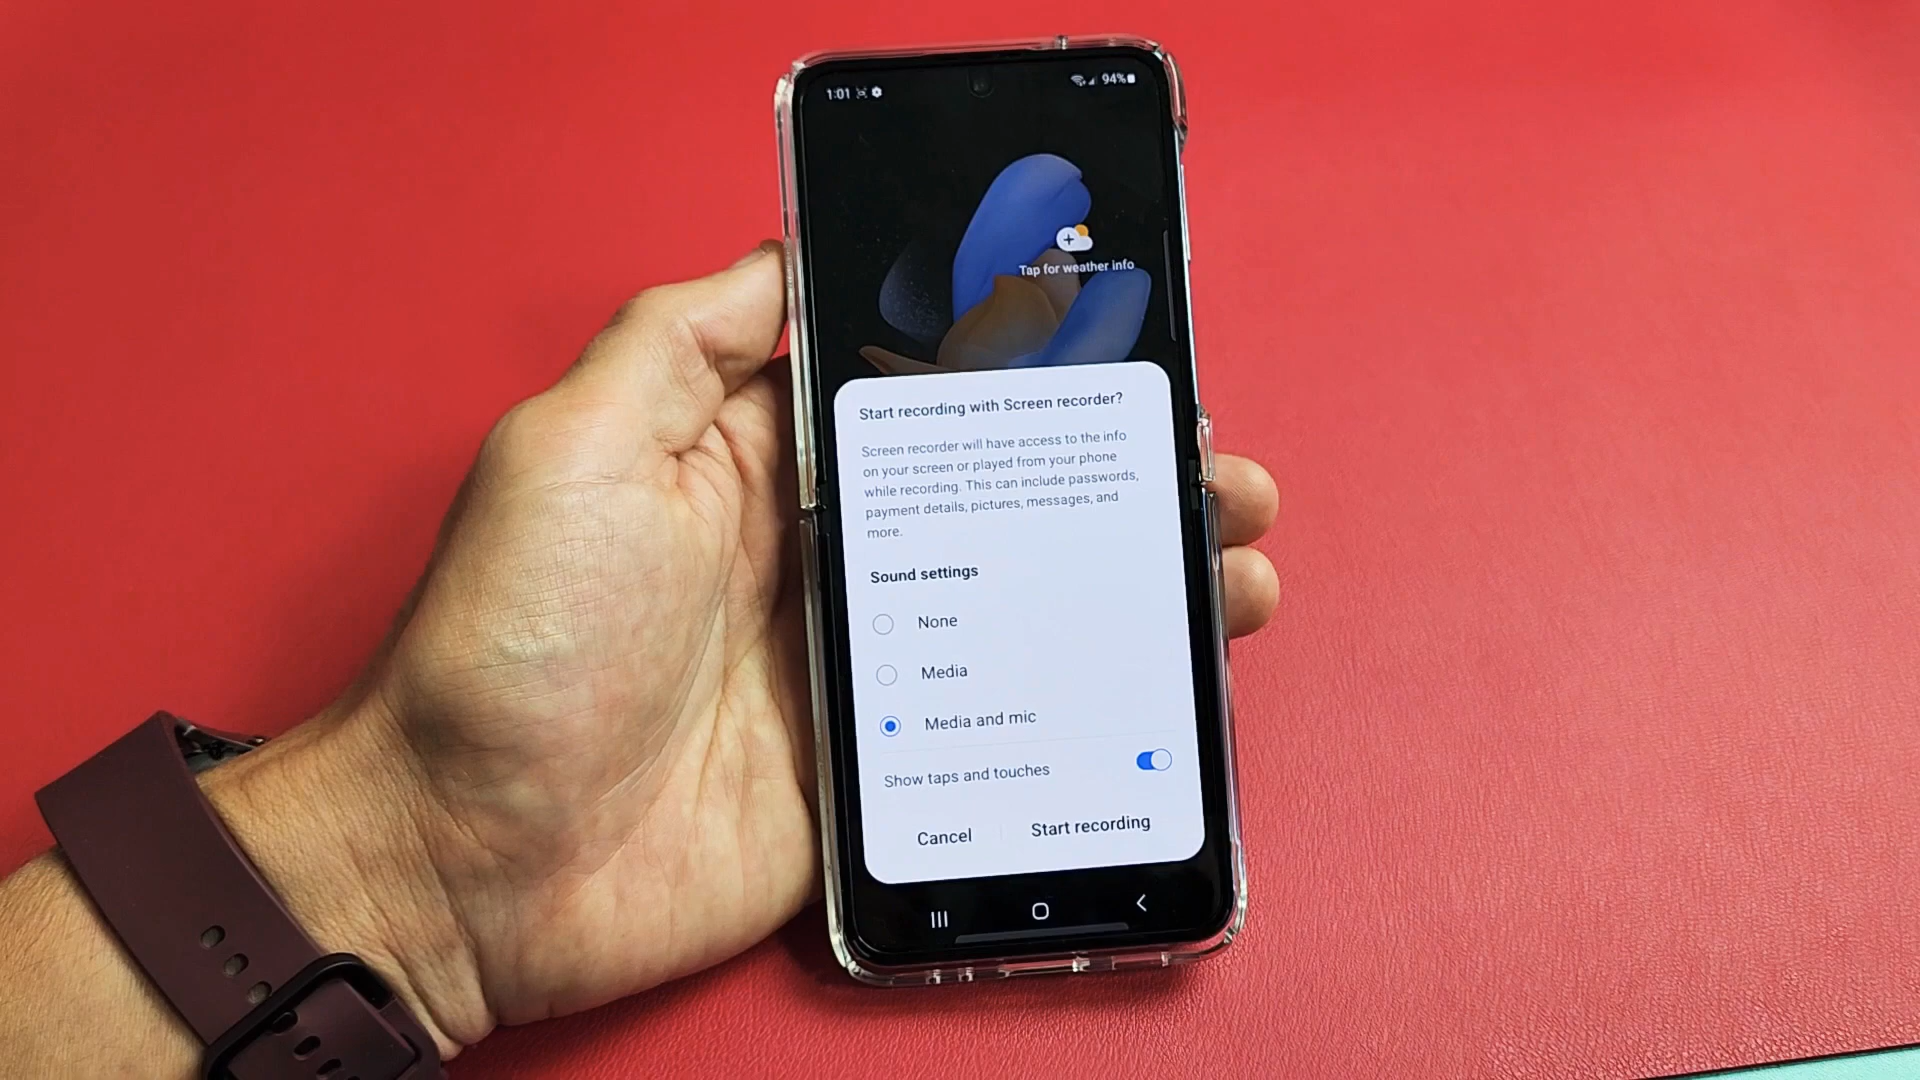 1:01
94%
Tap for weather info
Start recording with Screen recorder?
Screen recorder will have access to the info
on your screen or played from your phone
while recording. This can include passwords,
payment details, pictures, messages, and
more.
Sound settings
None
Media
Media and mic
Show taps and touches
Cancel
Start recording